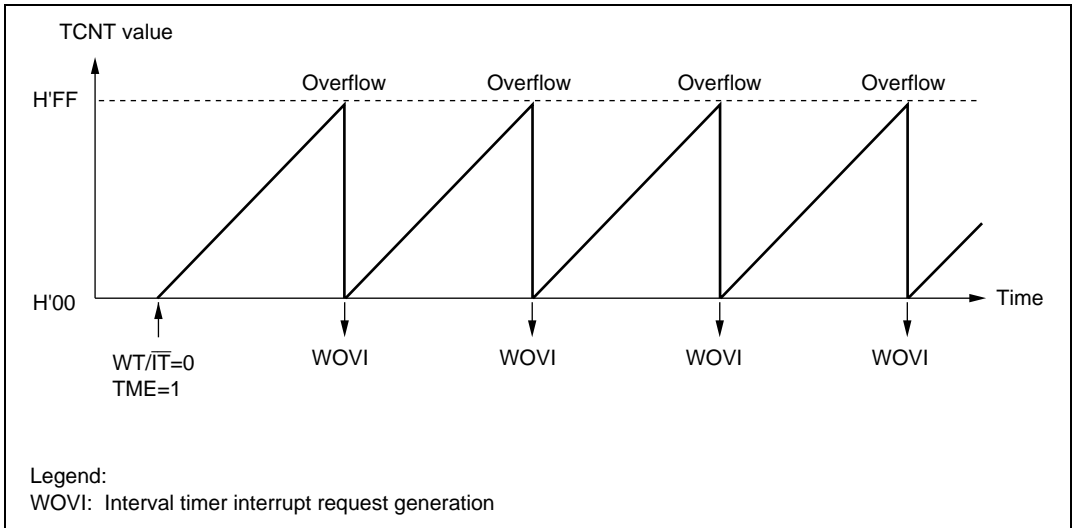 TCNT value
Overflow Overflow Overflow Overflow
H'FF
H'00
Time
WT/I̅T̅=0
TME=1
WOVI WOVI WOVI WOVI
Legend:
WOVI: Interval timer interrupt request generation